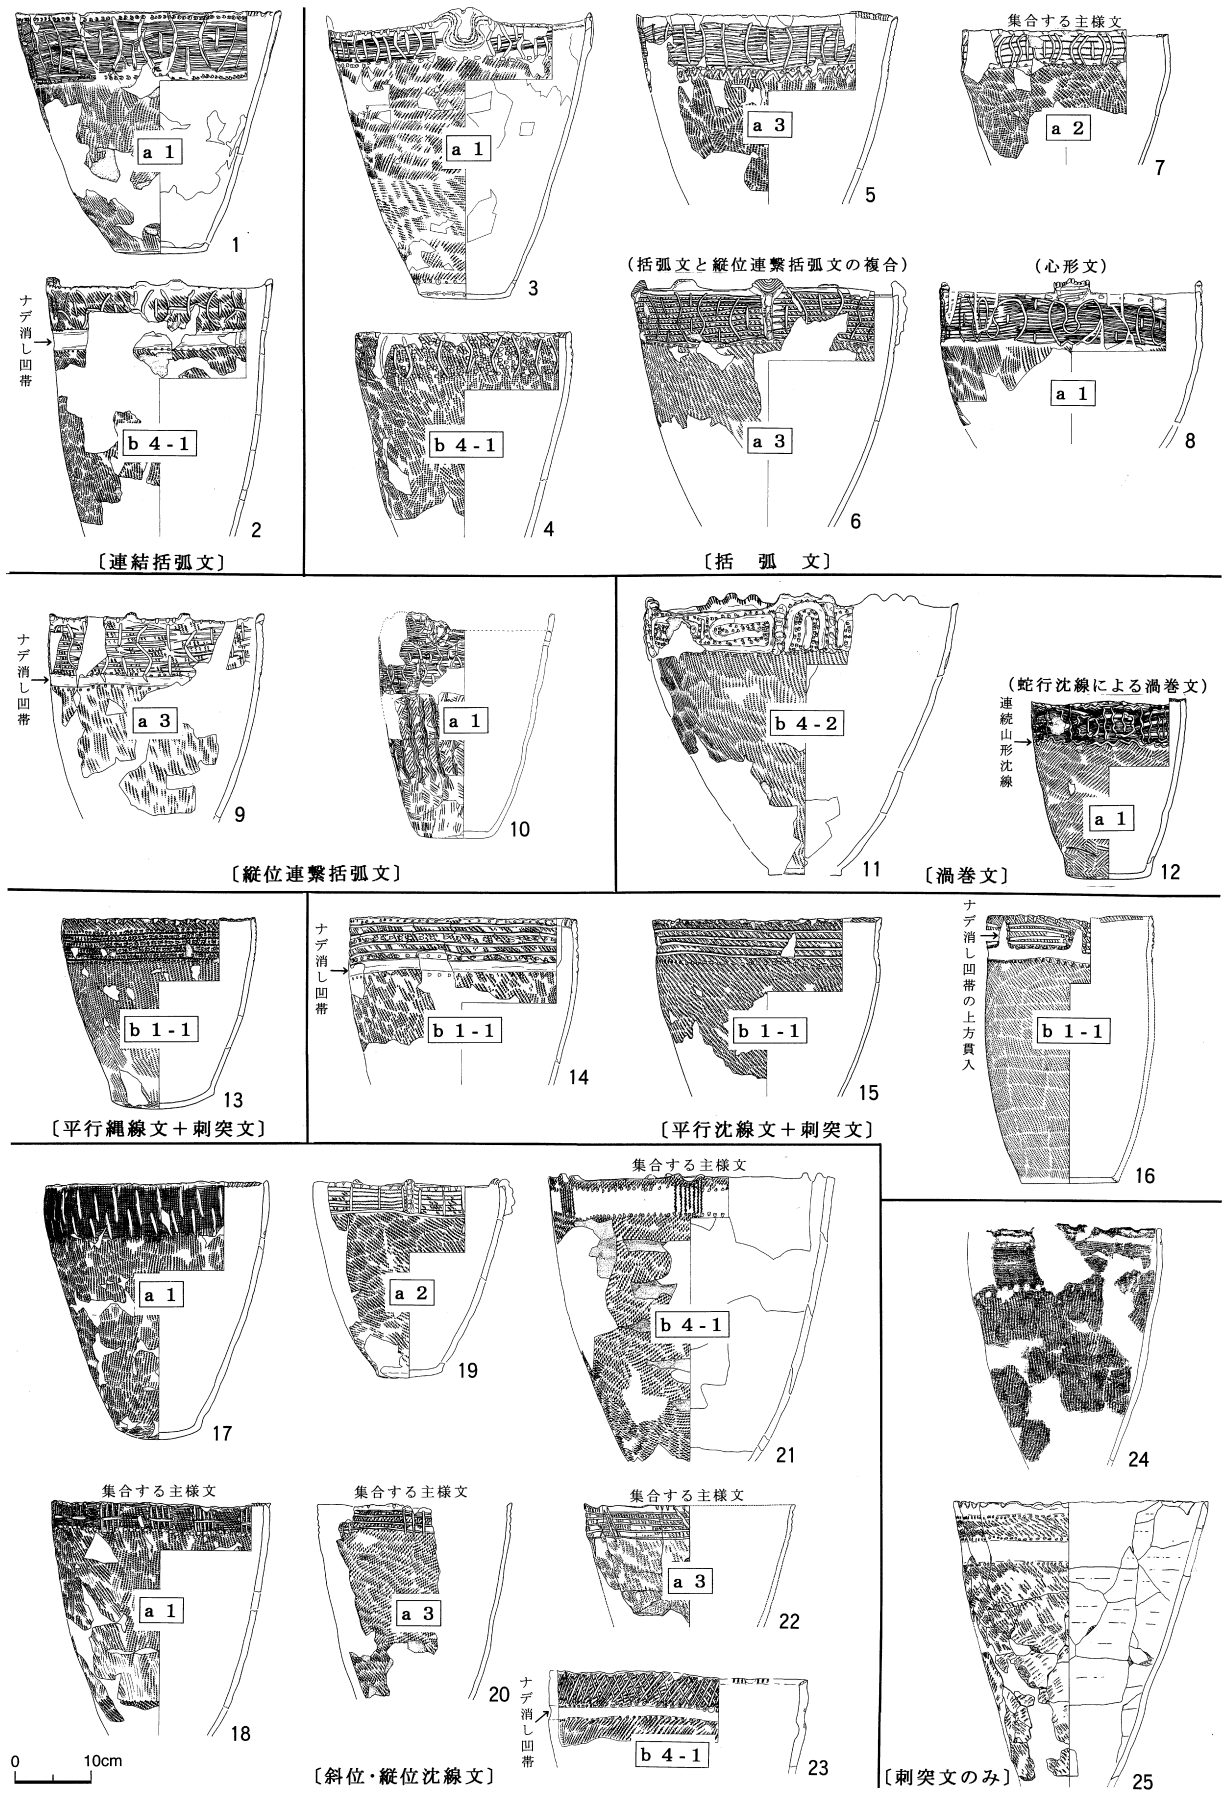 a 1
1
ナデ消し凹帯
b 4-1
2
〔連結括弧文〕
a 1
3
b 4-1
4
a 3
5
(括弧文と縦位連繋括弧文の複合)
a 3
6
集合する主様文
a 2
7
(心形文)
a 1
8
〔括 弧 文〕
ナデ消し凹帯
a 3
9
a 1
10
〔縦位連繋括弧文〕
b 4-2
11
(蛇行沈線による渦巻文)
連続山形沈線
a 1
12
〔渦巻文〕
b 1-1
13
〔平行縄線文＋刺突文〕
ナデ消し凹帯
b 1-1
14
b 1-1
15
ナデ消し凹帯の上方貫入
b 1-1
16
〔平行沈線文＋刺突文〕
a 1
17
集合する主様文
a 1
18
a 2
19
集合する主様文
a 3
20
集合する主様文
b 4-1
21
集合する主様文
a 3
22
ナデ消し凹帯
b 4-1
23
〔斜位・縦位沈線文〕
24
25
〔刺突文のみ〕
0 10cm